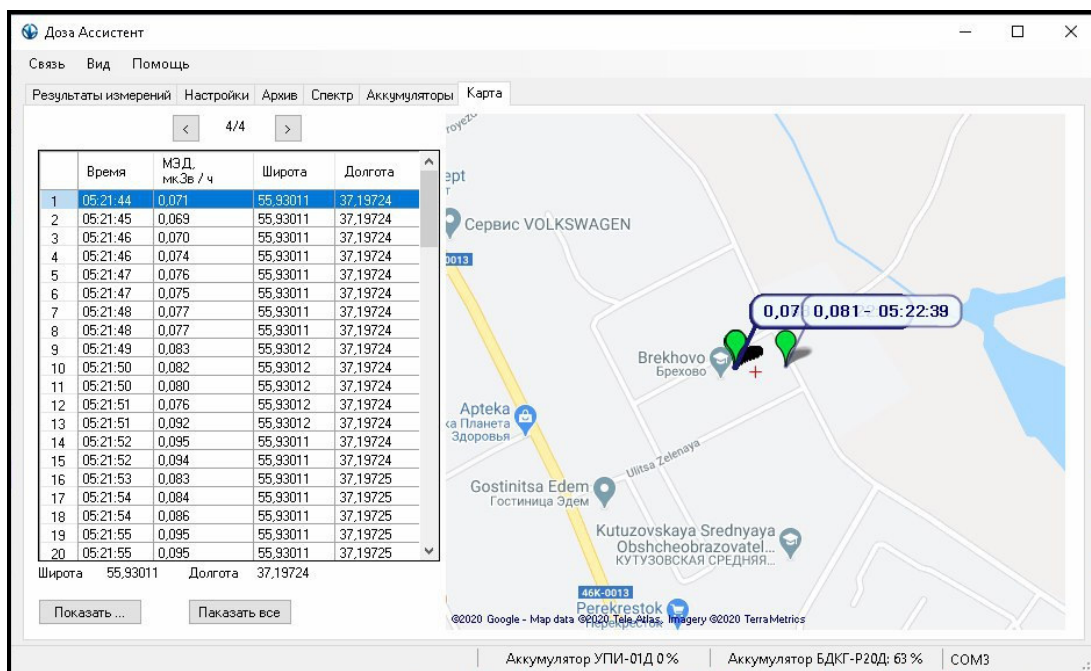 Доза Ассистент
Связь Вид Помощь
Результаты измерений Настройки Архив Спектр Аккумуляторы Карта
< 4/4 >
Время МЭД, мкЗв / ч Широта Долгота
1 05:21:44 0,071 55,93011 37,19724
2 05:21:45 0,069 55,93011 37,19724
3 05:21:46 0,070 55,93011 37,19724
4 05:21:46 0,074 55,93011 37,19724
5 05:21:47 0,076 55,93011 37,19724
6 05:21:47 0,075 55,93011 37,19724
7 05:21:48 0,077 55,93011 37,19724
8 05:21:48 0,077 55,93011 37,19724
9 05:21:49 0,083 55,93012 37,19724
10 05:21:50 0,082 55,93012 37,19724
11 05:21:50 0,080 55,93012 37,19724
12 05:21:51 0,076 55,93012 37,19724
13 05:21:51 0,092 55,93012 37,19724
14 05:21:52 0,095 55,93011 37,19724
15 05:21:52 0,094 55,93011 37,19724
16 05:21:53 0,083 55,93011 37,19725
17 05:21:54 0,084 55,93011 37,19725
18 05:21:54 0,086 55,93011 37,19725
19 05:21:55 0,095 55,93011 37,19725
20 05:21:55 0,095 55,93011 37,19725
Широта 55,93011 Долгота 37,19724
Показать ... Паказать все
Сервис VOLKSWAGEN
0013
0,081 - 05:22:39
Brekhovo
Брехово
Apteka
Планета
Здоровья
Ulitsa Zelenaya
Gostinitsa Edem
Гостиница Эдем
Kutuzovskaya Srednyaya
Obshcheobrazovatel...
КУТУЗОВСКАЯ СРЕДНЯЯ...
46K-0013
Perekrestok
Перекресток
©2020 Google - Map data ©2020 Tele Atlas, Imagery ©2020 TerraMetrics
Аккумулятор УПИ-01Д 0 % Аккумулятор БДКГ-Р20Д: 63 % COM3